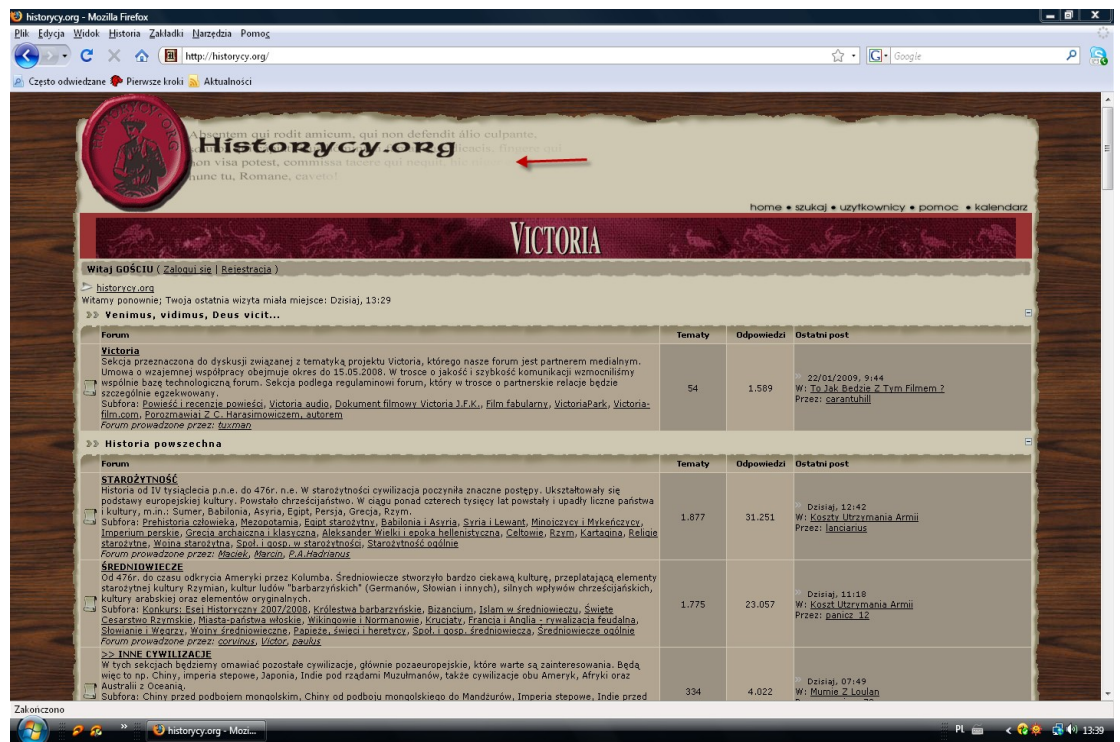 historycy.org - Mozilla Firefox
Plik Edycja Widok Historia Zakładki Narzędzia Pomoc
http://historycy.org/
Google
Często odwiedzane Pierwsze kroki Aktualności
HISTORYCY.ORG
Absentem qui rodit amicum, qui non defendit álio culpante,
Historycy.org
non visa potest, commissa tacere qui nequit, hic
hunc tu, Romane, caveto!
home • szukaj • uzytkownicy • pomoc • kalendarz
VICTORIA
Witaj GOŚCIU ( Zaloguj się | Rejestracja )
historycy.org
Witamy ponownie; Twoja ostatnia wizyta miała miejsce: Dzisiaj, 13:29
Venimus, vidimus, Deus vicit...
Forum Tematy Odpowiedzi Ostatni post
Victoria
Sekcja przeznaczona do dyskusji związanej z tematyką projektu Victoria, którego nasze forum jest partnerem medialnym.
Umowa o wzajemnej współpracy obejmuje okres do 15.05.2008. W trosce o jakość i szybkość komunikacji wzmocniliśmy
wspólnie bazę technologiczną forum. Sekcja podlega regulaminowi forum, który w trosce o partnerskie relacje będzie
szczególnie egzekwowany.
Subfora: Powieść i recenzje powieści, Victoria audio, Dokument filmowy Victoria J.F.K., Film fabularny, VictoriaPark, Victoria-
film.com, Porozmawiaj Z C. Harasimowiczem, autorem
Forum prowadzone przez: tuxman
54 1.589
22/01/2009, 9:44
W: To Jak Bedzie Z Tym Filmem ?
Przez: carantuhill
Historia powszechna
Forum Tematy Odpowiedzi Ostatni post
STAROŻYTNOŚĆ
Historia od IV tysiąclecia p.n.e. do 476r. n.e. W starożytności cywilizacja poczyniła znaczne postępy. Ukształtowały się
podstawy europejskiej kultury. Powstało chrześcijaństwo. W ciągu ponad czterech tysięcy lat powstały i upadły liczne państwa
i kultury, m.in.: Sumer, Babilonia, Asyria, Egipt, Persja, Grecja, Rzym.
Subfora: Prehistoria człowieka, Mezopotamia, Egipt starożytny, Babilonia i Asyria, Syria i Lewant, Minojczycy i Mykeńczycy,
Imperium perskie, Grecja archaiczna i klasyczna, Aleksander Wielki i epoka hellenistyczna, Celtowie, Rzym, Kartagina, Religie
starożytne, Wojna starożytna, Społ. i gosp. w starożytności, Starożytność ogólnie
Forum prowadzone przez: Maciek, Marcin, P.A.Hadrianus
1.877 31.251
Dzisiaj, 12:42
W: Koszty Utrzymania Armii
Przez: lanciarius
ŚREDNIOWIECZE
Od 476r. do czasu odkrycia Ameryki przez Kolumba. Średniowiecze stworzyło bardzo ciekawą kulturę, przeplatającą elementy
starożytnej kultury Rzymian, kultur ludów "barbarzyńskich" (Germanów, Słowian i innych), silnych wpływów chrześcijańskich,
kultury arabskiej oraz elementów oryginalnych.
Subfora: Konkurs: Esej Historyczny 2007/2008, Królestwa barbarzyńskie, Bizancjum, Islam w średniowieczu, Święte
Cesarstwo Rzymskie, Miasta-państwa włoskie, Wikingowie i Normanowie, Krucjaty, Francja i Anglia - rywalizacja feudalna,
Słowianie i Węgrzy, Wojny średniowieczne, Papieże, święci i heretycy, Społ. i gosp. średniowiecza, Średniowiecze ogólnie
Forum prowadzone przez: corvinus, Victor, paulus
1.775 23.057
Dzisiaj, 11:18
W: Koszt Utzrymania Armii
Przez: panicz_12
>> INNE CYWILIZACJE
W tych sekcjach będziemy omawiać pozostałe cywilizacje, głównie pozaeuropejskie, które warte są zainteresowania. Będą
więc to np. Chiny, imperia stepowe, Japonia, Indie pod rządami Muzułmanów, także cywilizacje obu Ameryk, Afryki oraz
Australii z Oceanią.
Subfora: Chiny przed podbojem mongolskim, Chiny od podboju mongolskiego do Mandżurów, Imperia stepowe, Indie przed
334 4.022
Dzisiaj, 07:49
W: Mumie Z Loulan
Zakończono
historycy.org - Mozi...
PL
13:39